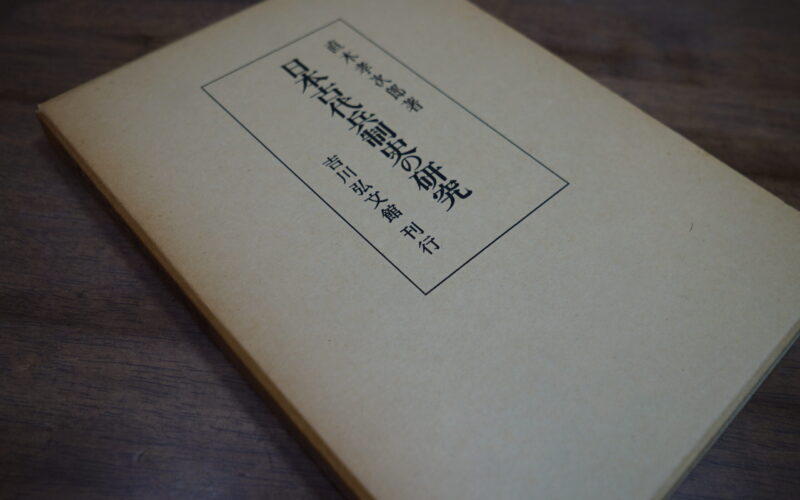 直木孝次郎著
日本古代兵制史の研究
吉川弘文館 刊行